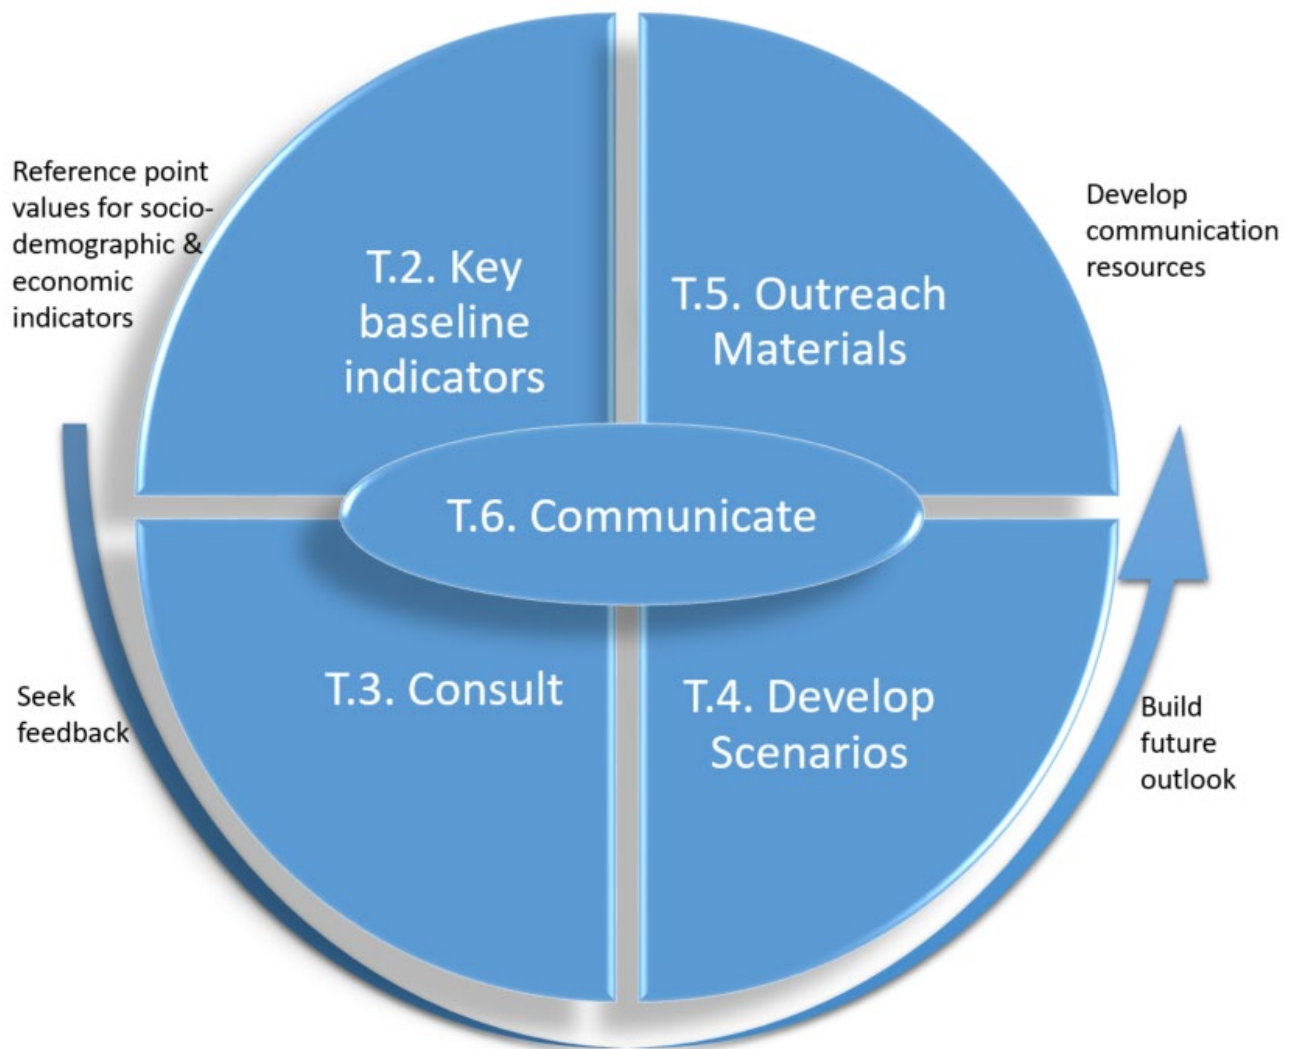 Reference point
values for socio-
demographic &
economic
indicators
T.2. Key
baseline
indicators
T.5. Outreach
Materials
Develop
communication
resources
T.6. Communicate
Seek
feedback
T.3. Consult
T.4. Develop
Scenarios
Build
future
outlook